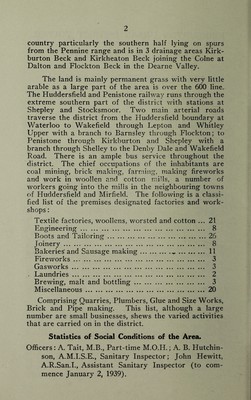 2
country particularly the southern half lying on spurs
from the Pennine range and is in 3 drainage areas Kirk-
burton Beck and Kirkheaton Beck joining the Colne at
Dalton and Flockton Beck in the Dearne Valley.
The land is mainly permanent grass with very little
arable as a large part of the area is over the 600 line.
The Huddersfield and Penistone railway runs through the
extreme southern part of the district with stations at
Shepley and Stocksmoor. Two main arterial roads
traverse the district from the Huddersfield boundary at
Waterloo to Wakefield through Lepton and Whitley
Upper with a branch to Barnsley through Flockton; to
Penistone through Kirkburton and Shepley with a
branch through Shelley to the Denby Dale and Wakefield
Road. There is an ample bus service throughout the
district. The chief occupations of the inhabitants are
coal mining, brick making, farming, making fireworks
and work in woollen and cotton mills, a number of
workers going into the mills in the neighbouring towns
of Huddersfield and Mirfield. The following is a classi-
fied list of the premises designated factories and work-
shops:
Textile factories, woollens, worsted and cotton ... 21
Engineering ... 8
Boots and Tailoring ... 26
Joinery ... 8
Bakeries and Sausage making ... 11
Fireworks ... 3
Gasworks ... 3
Laundries ... 2
Brewing, malt and bottling ... 3
Miscellaneous ... 20
Comprising Quarries, Plumbers, Glue and Size Works,
Brick and Pipe making. This list, although a large
number are small businesses, shews the varied activities
that are carried on in the district.
Statistics of Social Conditions of the Area.
Officers: A. Tait, M.B., Part-time M.O.H.; A. B. Hutchin-
son, A.M.I.S.E., Sanitary Inspector; John Hewitt,
A.R.San.I., Assistant Sanitary Inspector (to com-
mence January 2, 1939).